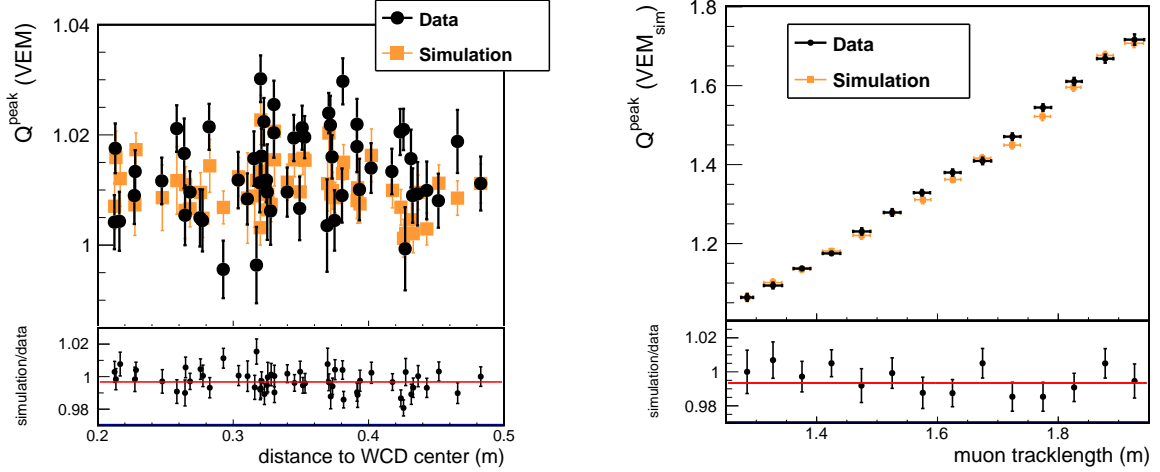 Q^peak (VEM)
1.04
1.02
1
Data
Simulation
simulation/data
1.02
1
0.98
0.2 0.3 0.4 0.5
distance to WCD center (m)
Q^peak (VEM_sim)
1.8
1.6
1.4
1.2
Data
Simulation
simulation/data
1.02
1
0.98
1.4 1.6 1.8
muon tracklength (m)